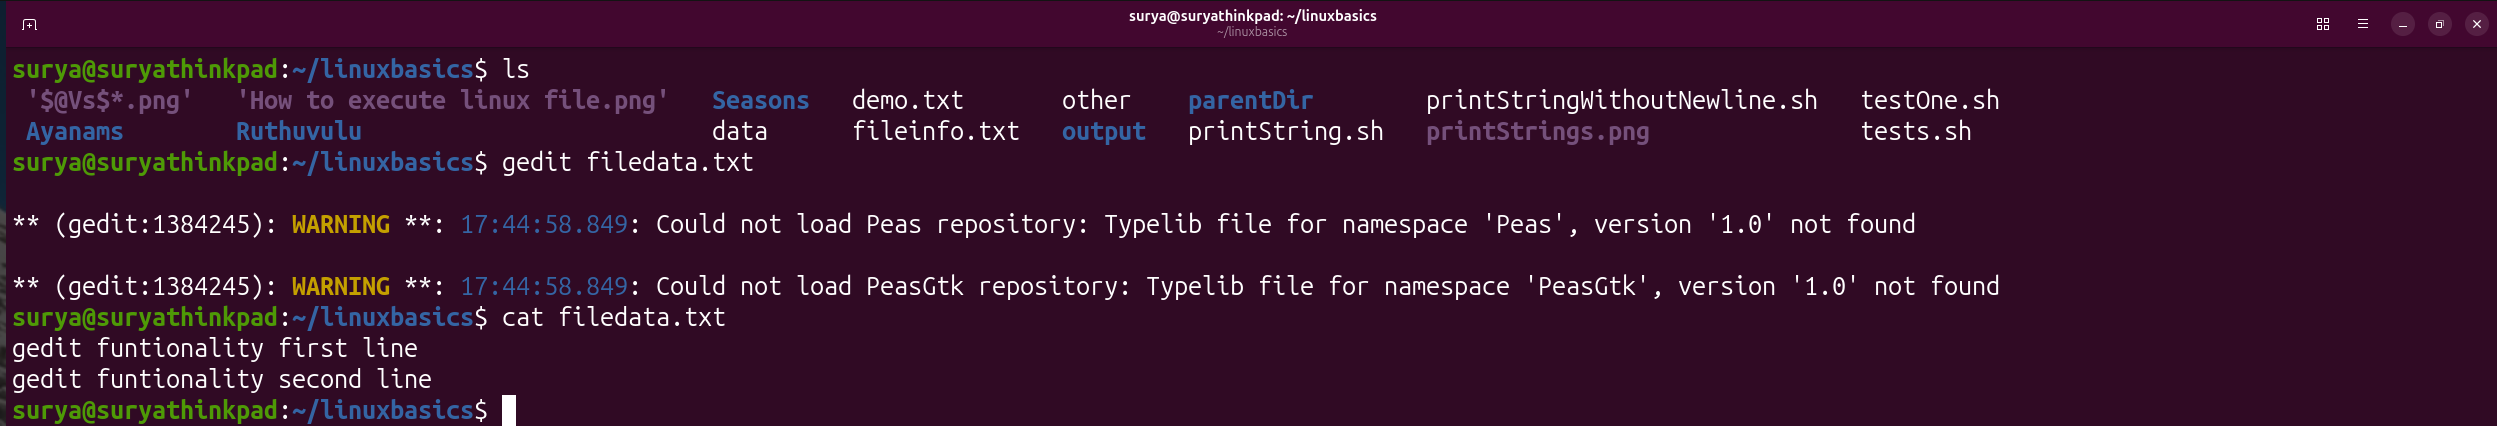 surya@suryathinkpad: ~/linuxbasics
~/linuxbasics
surya@suryathinkpad:~/linuxbasics$ ls
'$@Vs$*.png' 'How to execute linux file.png' Seasons demo.txt other parentDir printStringWithoutNewline.sh testOne.sh
Ayanams Ruthuvulu data fileinfo.txt output printString.sh printStrings.png tests.sh
surya@suryathinkpad:~/linuxbasics$ gedit filedata.txt
** (gedit:1384245): WARNING **: 17:44:58.849: Could not load Peas repository: Typelib file for namespace 'Peas', version '1.0' not found
** (gedit:1384245): WARNING **: 17:44:58.849: Could not load PeasGtk repository: Typelib file for namespace 'PeasGtk', version '1.0' not found
surya@suryathinkpad:~/linuxbasics$ cat filedata.txt
gedit funtionality first line
gedit funtionality second line
surya@suryathinkpad:~/linuxbasics$